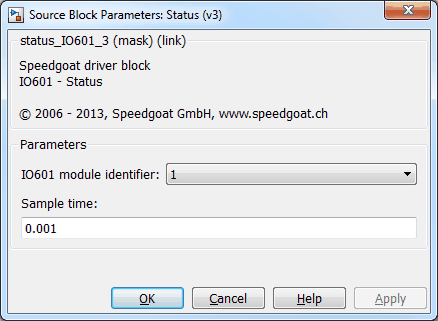 Source Block Parameters: Status (v3)
status_IO601_3 (mask) (link)
Speedgoat driver block
IO601 - Status
© 2006 - 2013, Speedgoat GmbH, www.speedgoat.ch
Parameters
IO601 module identifier: 1
Sample time:
0.001
OK Cancel Help Apply